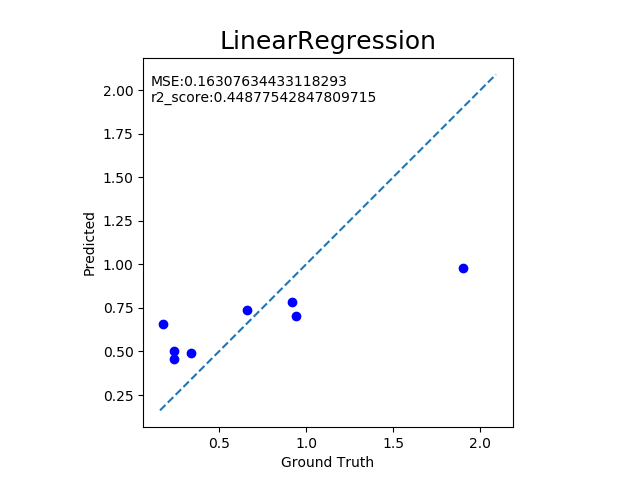 LinearRegression
MSE:0.16307634433118293
r2_score:0.44877542847809715
2.00
1.75
1.50
1.25
1.00
0.75
0.50
0.25
Predicted
0.5 1.0 1.5 2.0
Ground Truth